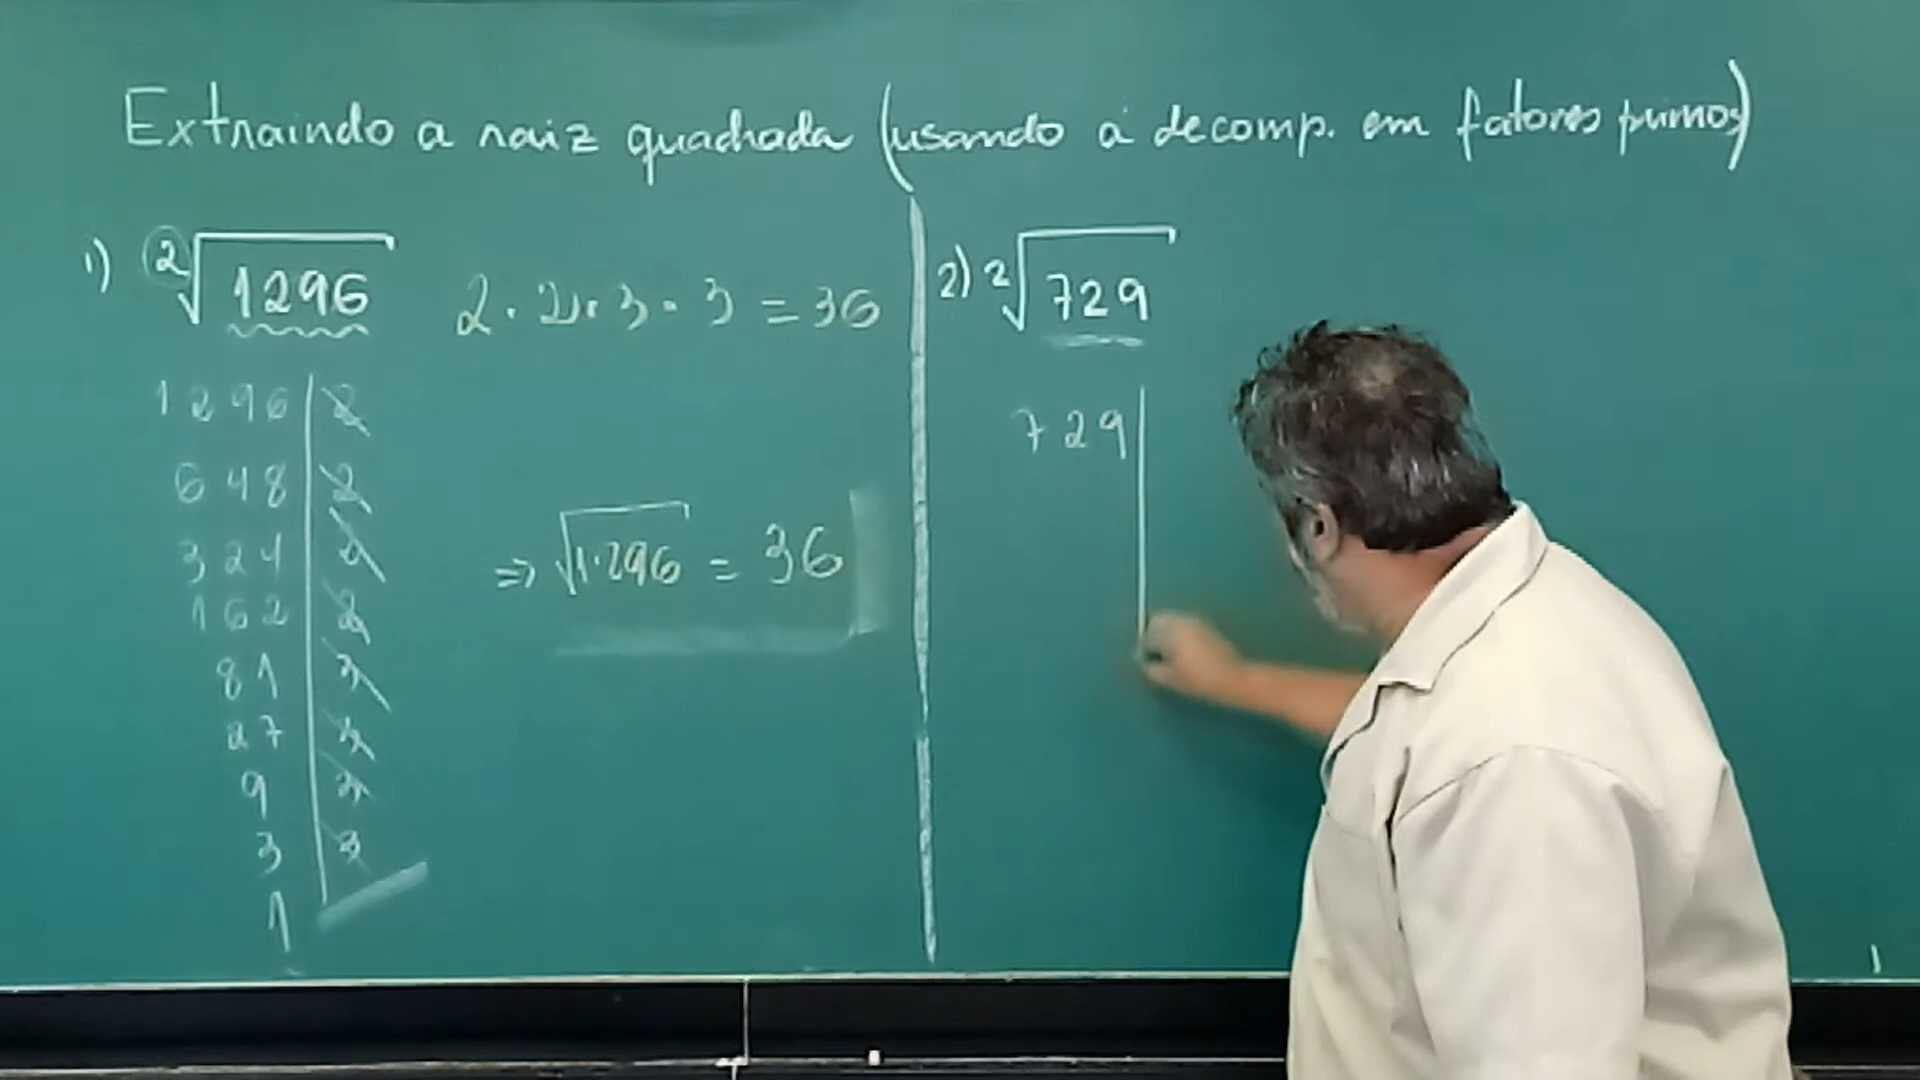 Extraindo a raiz quadrada (usando a decomp. em fatores primos)
1) ²√1296
2 · 2 · 3 · 3 = 36
1296 | 2
648 | 2
324 | 2
162 | 2
81 | 3
27 | 3
9 | 3
3 | 3
1
⇒ √1·296 = 36
2) ²√729
729 |